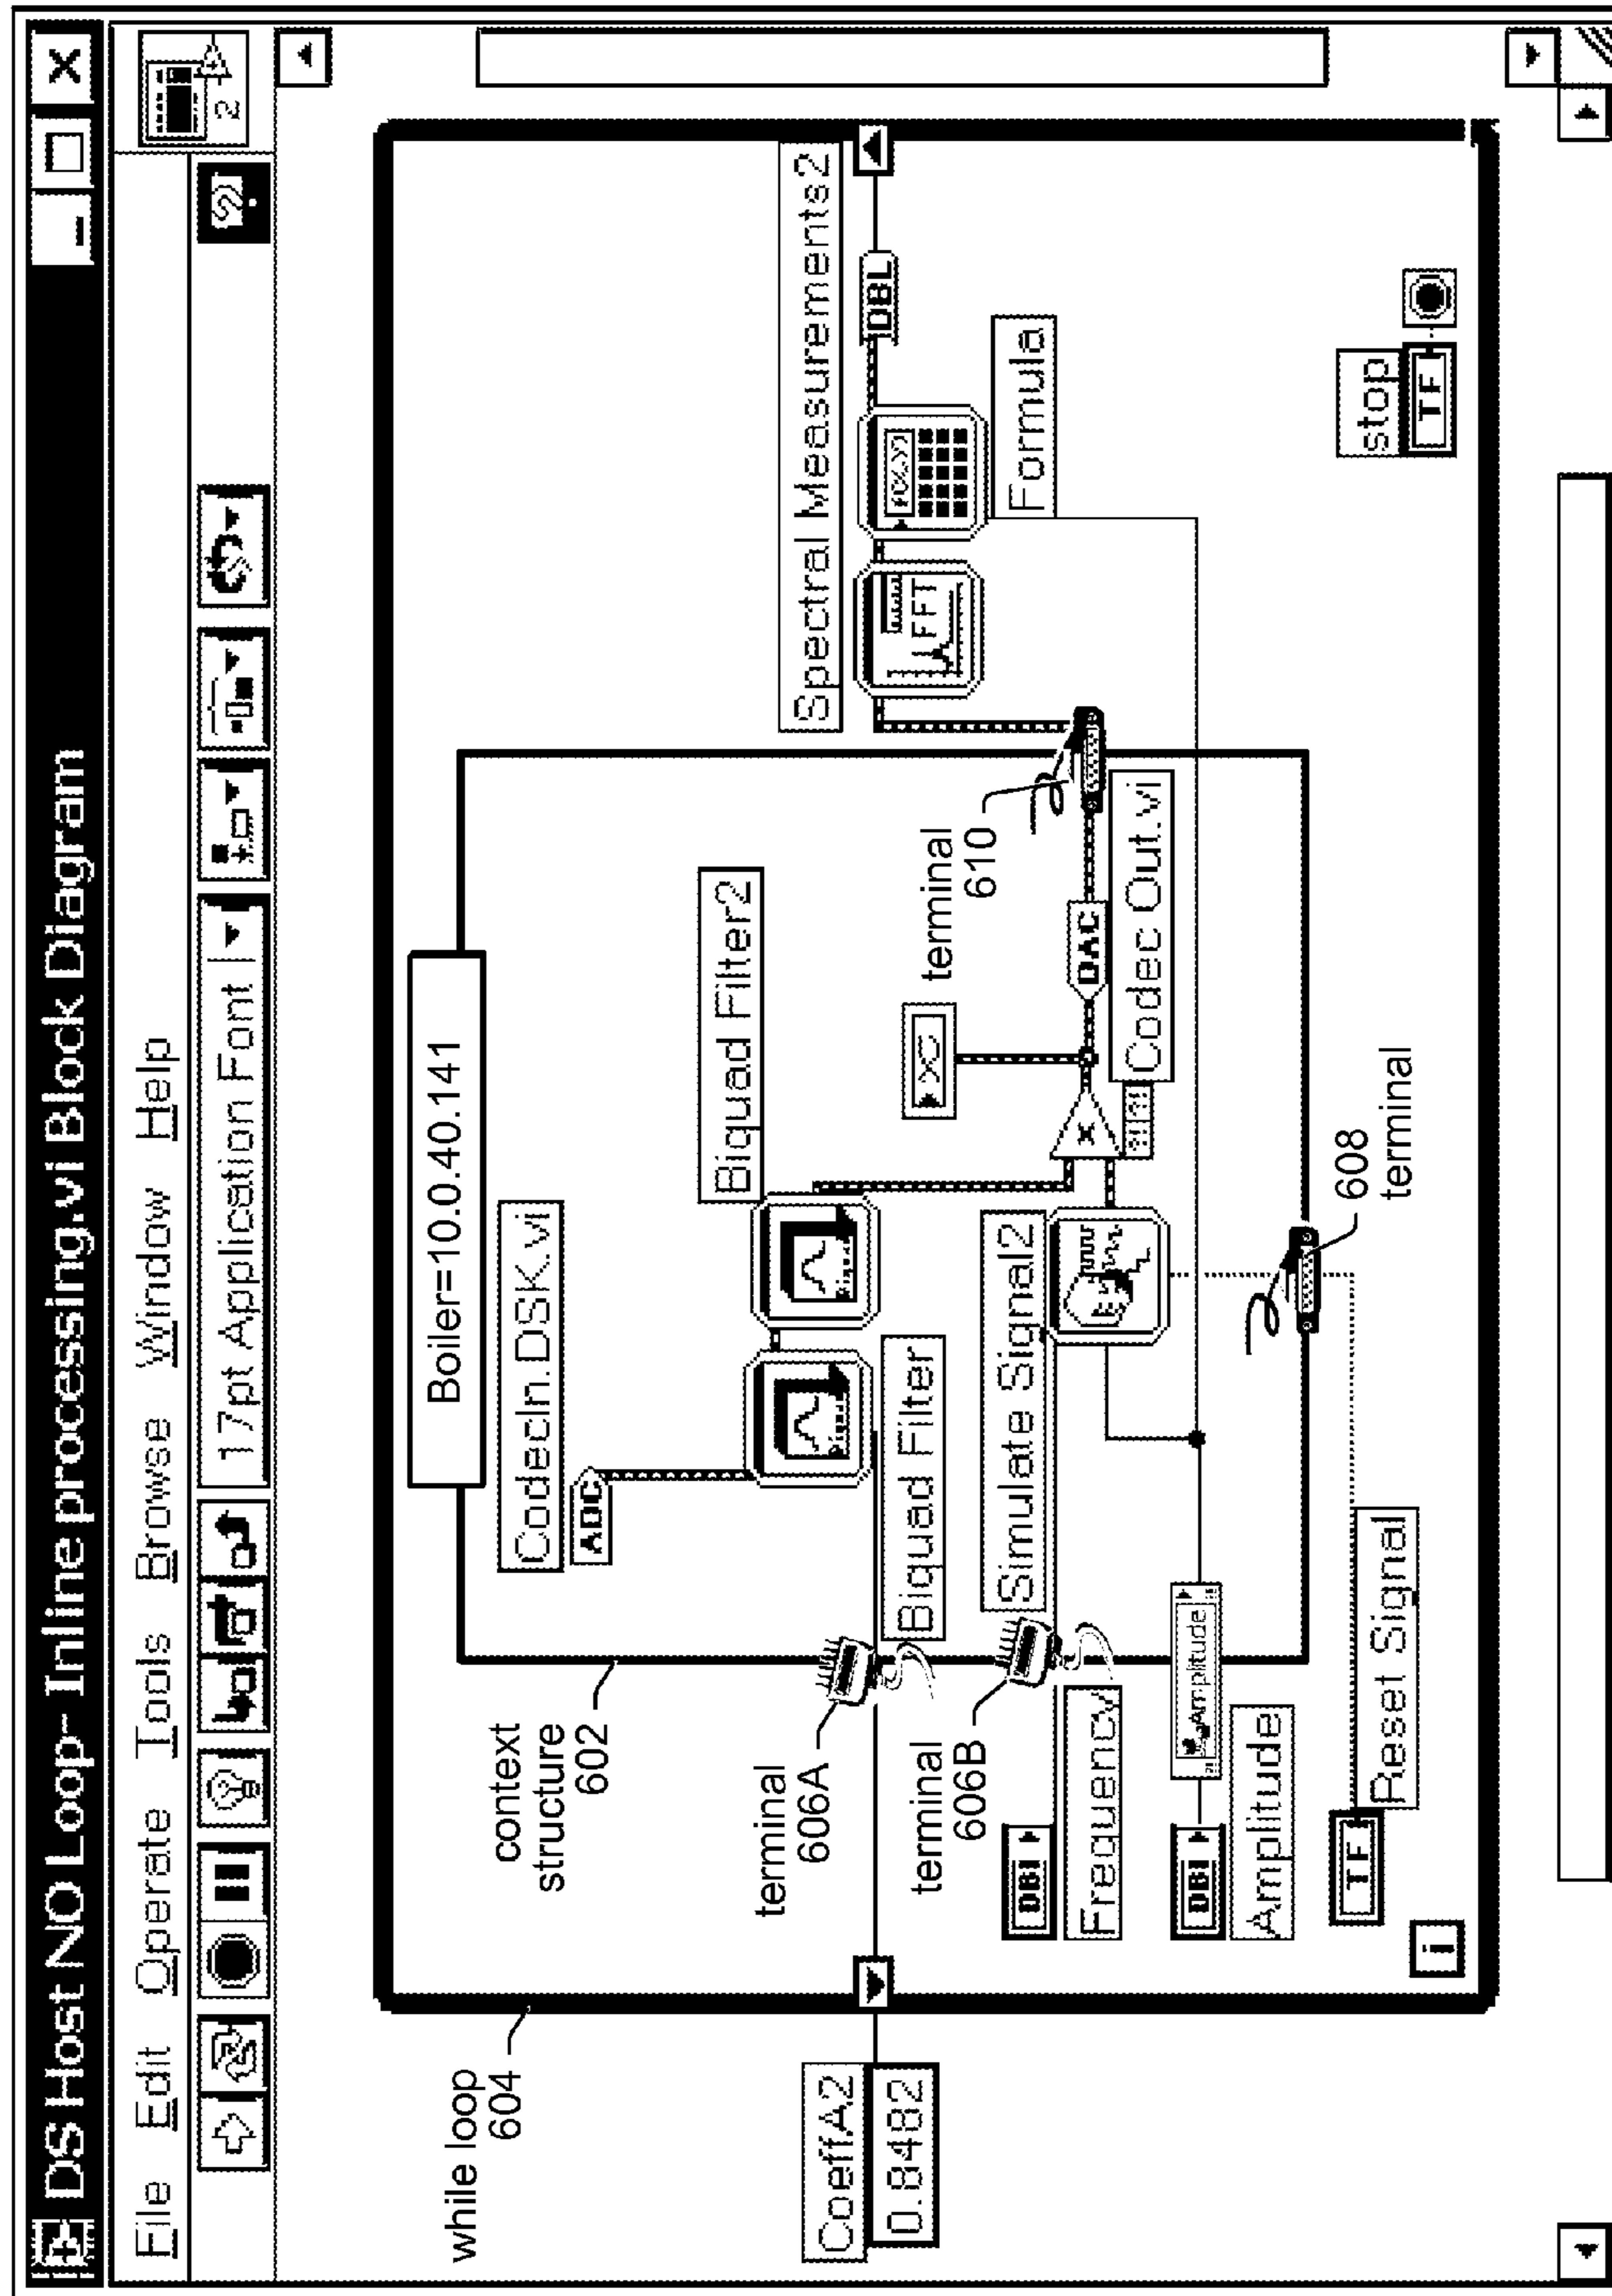 DS Host NO Loop- Inline processing.vi Block Diagram
File Edit Operate Tools Browse Window Help
17pt Application Font
2
while loop
604
context
structure
602
Boiler=10.0.40.141
CodecIn.DSK.vi
ADC
Biquad Filter2
Spectral Measurements2
CoeffA2
0.8482
terminal
606A
Biquad Filter
FFT
DBL
Formula
terminal
606B
Simulate Signal2
terminal
610
DAC
Codec Out.vi
x
DBl
Frequency
DBl
Amplitude
Amplitude
TF
Reset Signal
608
terminal
stop
TF
i